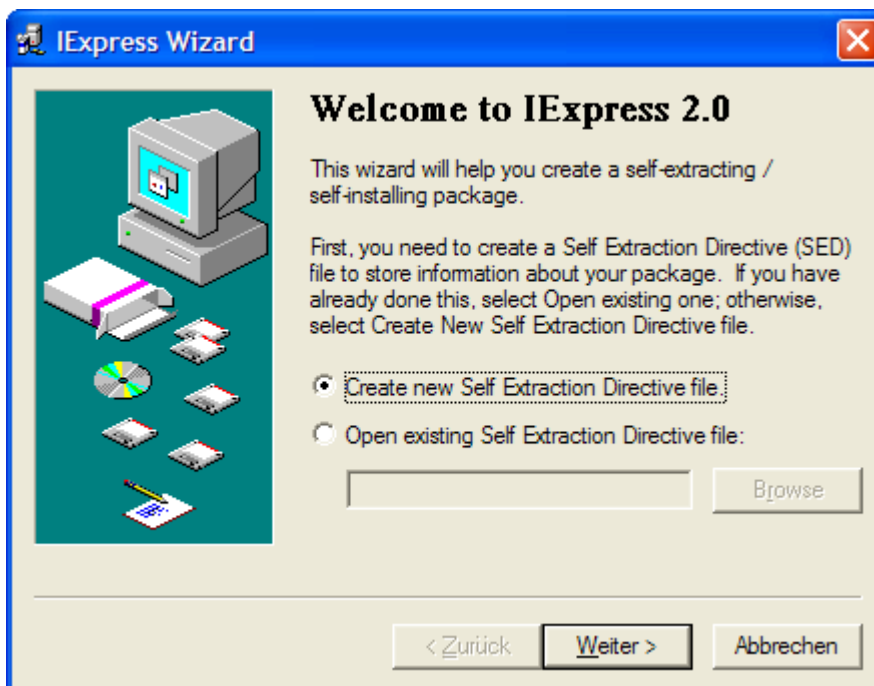 IExpress Wizard
Welcome to IExpress 2.0
This wizard will help you create a self-extracting /
self-installing package.
First, you need to create a Self Extraction Directive (SED)
file to store information about your package.  If you have
already done this, select Open existing one; otherwise,
select Create New Self Extraction Directive file.
Create new Self Extraction Directive file.
Open existing Self Extraction Directive file:
Browse
< Zurück
Weiter >
Abbrechen